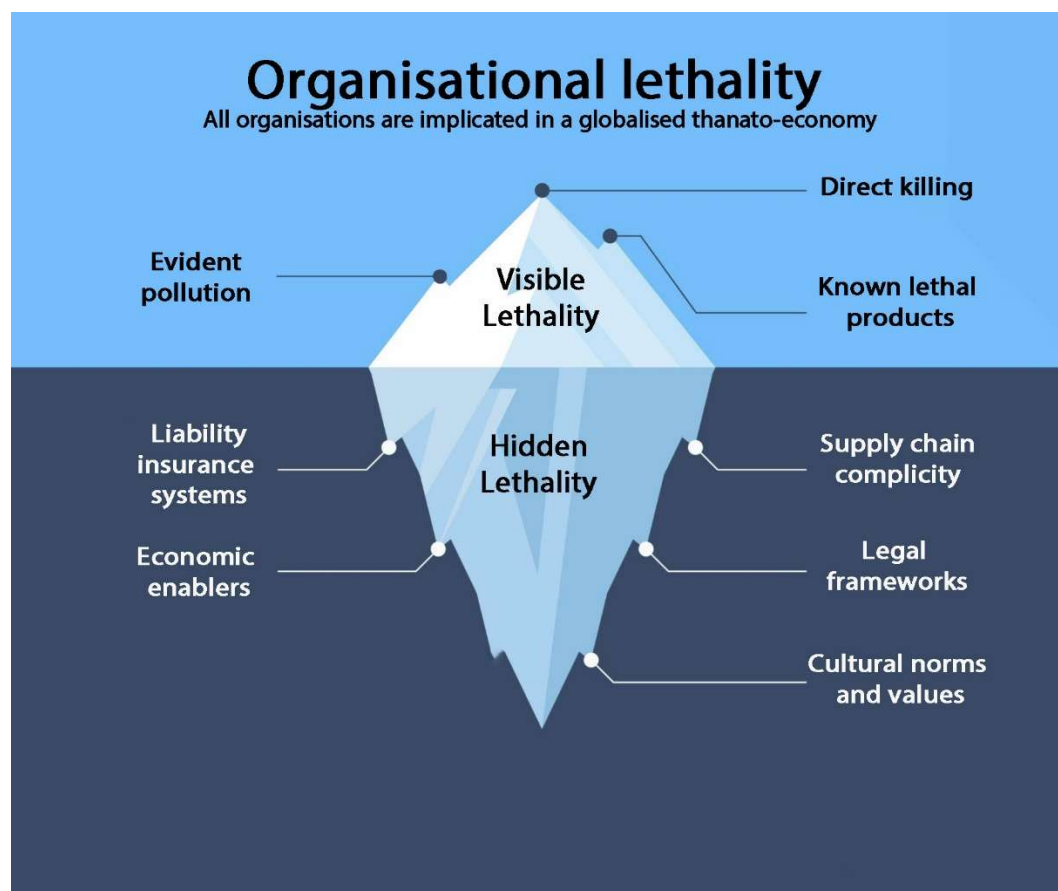 Organisational lethality
All organisations are implicated in a globalised thanato-economy
Direct killing
Evident
pollution
Visible
Lethality
Known lethal
products
Liability
insurance
systems
Hidden
Lethality
Supply chain
complicity
Economic
enablers
Legal
frameworks
Cultural norms
and values